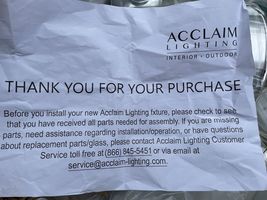 ACCLAIM
LIGHTING
INTERIOR • OUTDOOR
THANK YOU FOR YOUR PURCHASE
Before you install your new Acclaim Lighting fixture, please check to see
that you have received all parts needed for assembly. If you are missing
parts, need assistance regarding installation/operation, or have questions
about replacement parts/glass, please contact Acclaim Lighting Customer
Service toll free at (866) 845-5451 or via email at
service@acclaim-lighting.com.